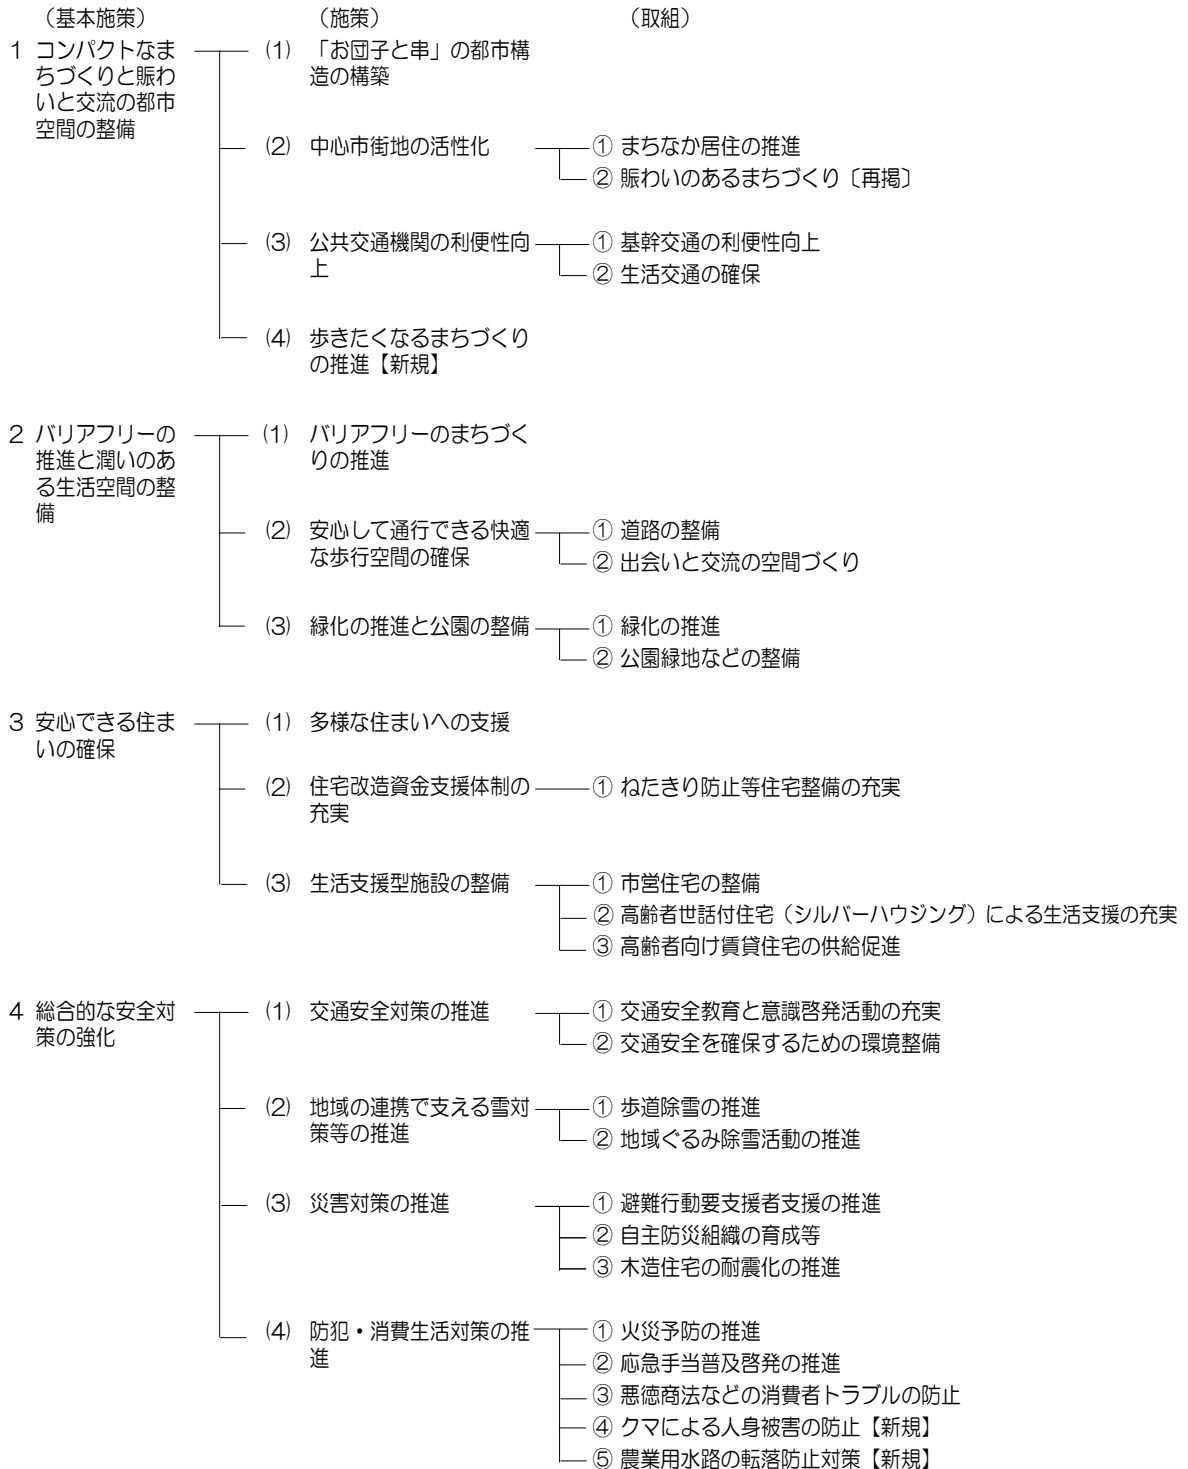 （基本施策）　（施策）　（取組）
1 コンパクトなま　(1) 「お団子と串」の都市構
ちづくりと賑わ　造の構築
いと交流の都市
空間の整備
(2) 中心市街地の活性化　① まちなか居住の推進
② 賑わいのあるまちづくり〔再掲〕
(3) 公共交通機関の利便性向　① 基幹交通の利便性向上
上　② 生活交通の確保
(4) 歩きたくなるまちづくり
の推進【新規】
2 バリアフリーの　(1) バリアフリーのまちづく
推進と潤いのあ　りの推進
る生活空間の整
備
(2) 安心して通行できる快適　① 道路の整備
な歩行空間の確保　② 出会いと交流の空間づくり
(3) 緑化の推進と公園の整備　① 緑化の推進
② 公園緑地などの整備
3 安心できる住ま　(1) 多様な住まいへの支援
いの確保
(2) 住宅改造資金支援体制の　① ねたきり防止等住宅整備の充実
充実
(3) 生活支援型施設の整備　① 市営住宅の整備
② 高齢者世話付住宅（シルバーハウジング）による生活支援の充実
③ 高齢者向け賃貸住宅の供給促進
4 総合的な安全対　(1) 交通安全対策の推進　① 交通安全教育と意識啓発活動の充実
策の強化　② 交通安全を確保するための環境整備
(2) 地域の連携で支える雪対　① 歩道除雪の推進
策等の推進　② 地域ぐるみ除雪活動の推進
(3) 災害対策の推進　① 避難行動要支援者支援の推進
② 自主防災組織の育成等
③ 木造住宅の耐震化の推進
(4) 防犯・消費生活対策の推　① 火災予防の推進
進　② 応急手当普及啓発の推進
③ 悪徳商法などの消費者トラブルの防止
④ クマによる人身被害の防止【新規】
⑤ 農業用水路の転落防止対策【新規】